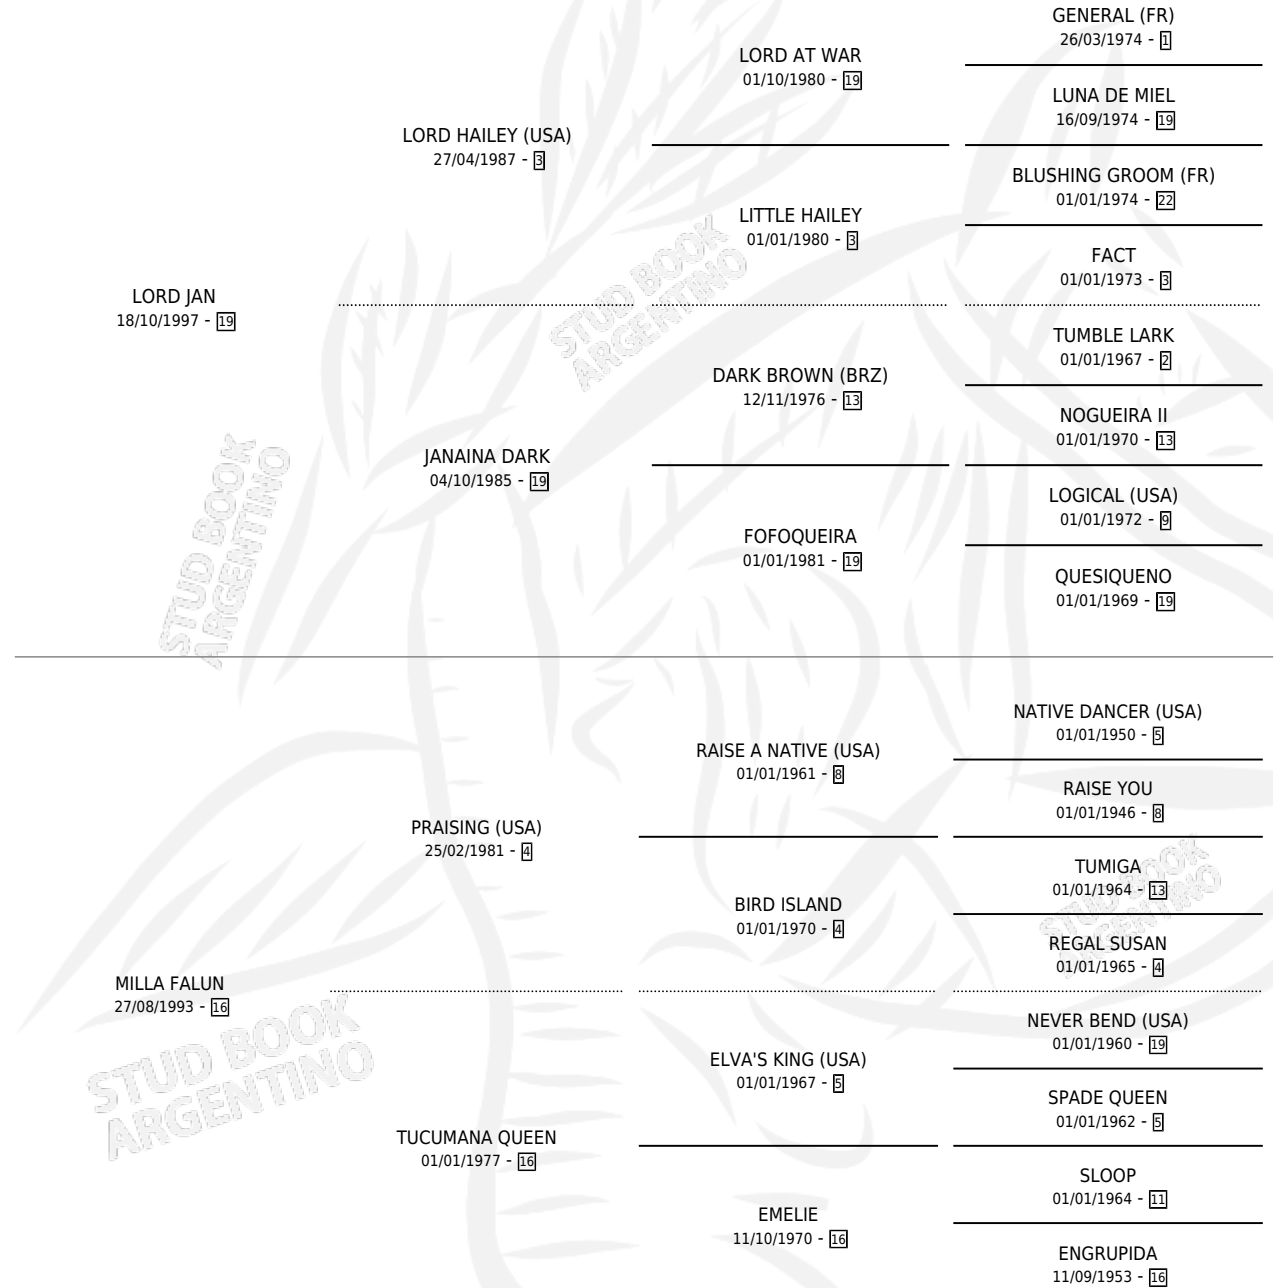 GENERAL (FR)
26/03/1974 - 1
LORD AT WAR
01/10/1980 - 19
LUNA DE MIEL
16/09/1974 - 19
LORD HAILEY (USA)
27/04/1987 - 3
BLUSHING GROOM (FR)
01/01/1974 - 22
LITTLE HAILEY
01/01/1980 - 3
FACT
01/01/1973 - 3
LORD JAN
18/10/1997 - 19
TUMBLE LARK
01/01/1967 - 2
DARK BROWN (BRZ)
12/11/1976 - 13
NOGUEIRA II
01/01/1970 - 13
JANAINA DARK
04/10/1985 - 19
LOGICAL (USA)
01/01/1972 - 9
FOFOQUEIRA
01/01/1981 - 19
QUESIQUENO
01/01/1969 - 19
NATIVE DANCER (USA)
01/01/1950 - 5
RAISE A NATIVE (USA)
01/01/1961 - 8
RAISE YOU
01/01/1946 - 8
PRAISING (USA)
25/02/1981 - 4
TUMIGA
01/01/1964 - 13
BIRD ISLAND
01/01/1970 - 4
REGAL SUSAN
01/01/1965 - 4
MILLA FALUN
27/08/1993 - 16
NEVER BEND (USA)
01/01/1960 - 19
ELVA'S KING (USA)
01/01/1967 - 5
SPADE QUEEN
01/01/1962 - 5
TUCUMANA QUEEN
01/01/1977 - 16
SLOOP
01/01/1964 - 11
EMELIE
11/10/1970 - 16
ENGRUPIDA
11/09/1953 - 16
STUD BOOK
ARGENTINO
STUD BOOK
ARGENTINO
STUD BOOK
ARGENTINO
STUD BOOK
ARGENTINO